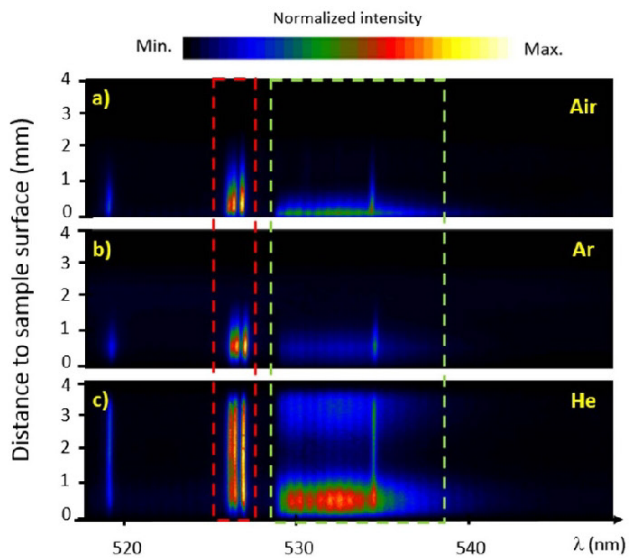 Normalized intensity
Min.
Max.
Distance to sample surface (mm)
4
a)
Air
3
2
1
0
4
b)
Ar
3
2
1
0
4
c)
He
3
2
1
0
520
530
540
λ (nm)